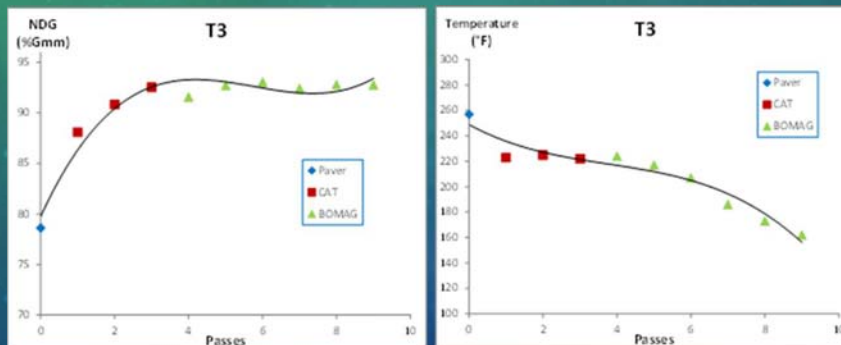 NDG
(%Gmm)
T3
95
90
85
80
75
70
0
2
4
6
8
10
Passes
Paver
CAT
BOMAG
Temperature
(°F)
T3
300
280
260
240
220
200
180
160
140
120
100
0
2
4
6
8
10
Passes
Paver
CAT
BOMAG